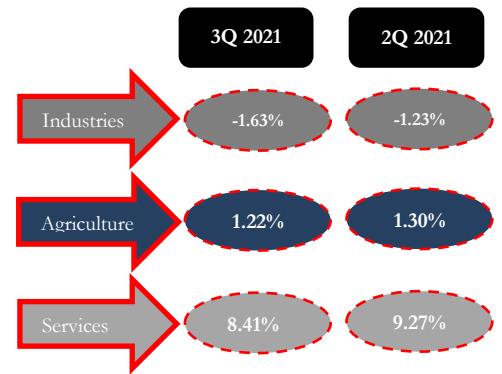 3Q 2021 2Q 2021
Industries -1.63% -1.23%
Agriculture 1.22% 1.30%
Services 8.41% 9.27%